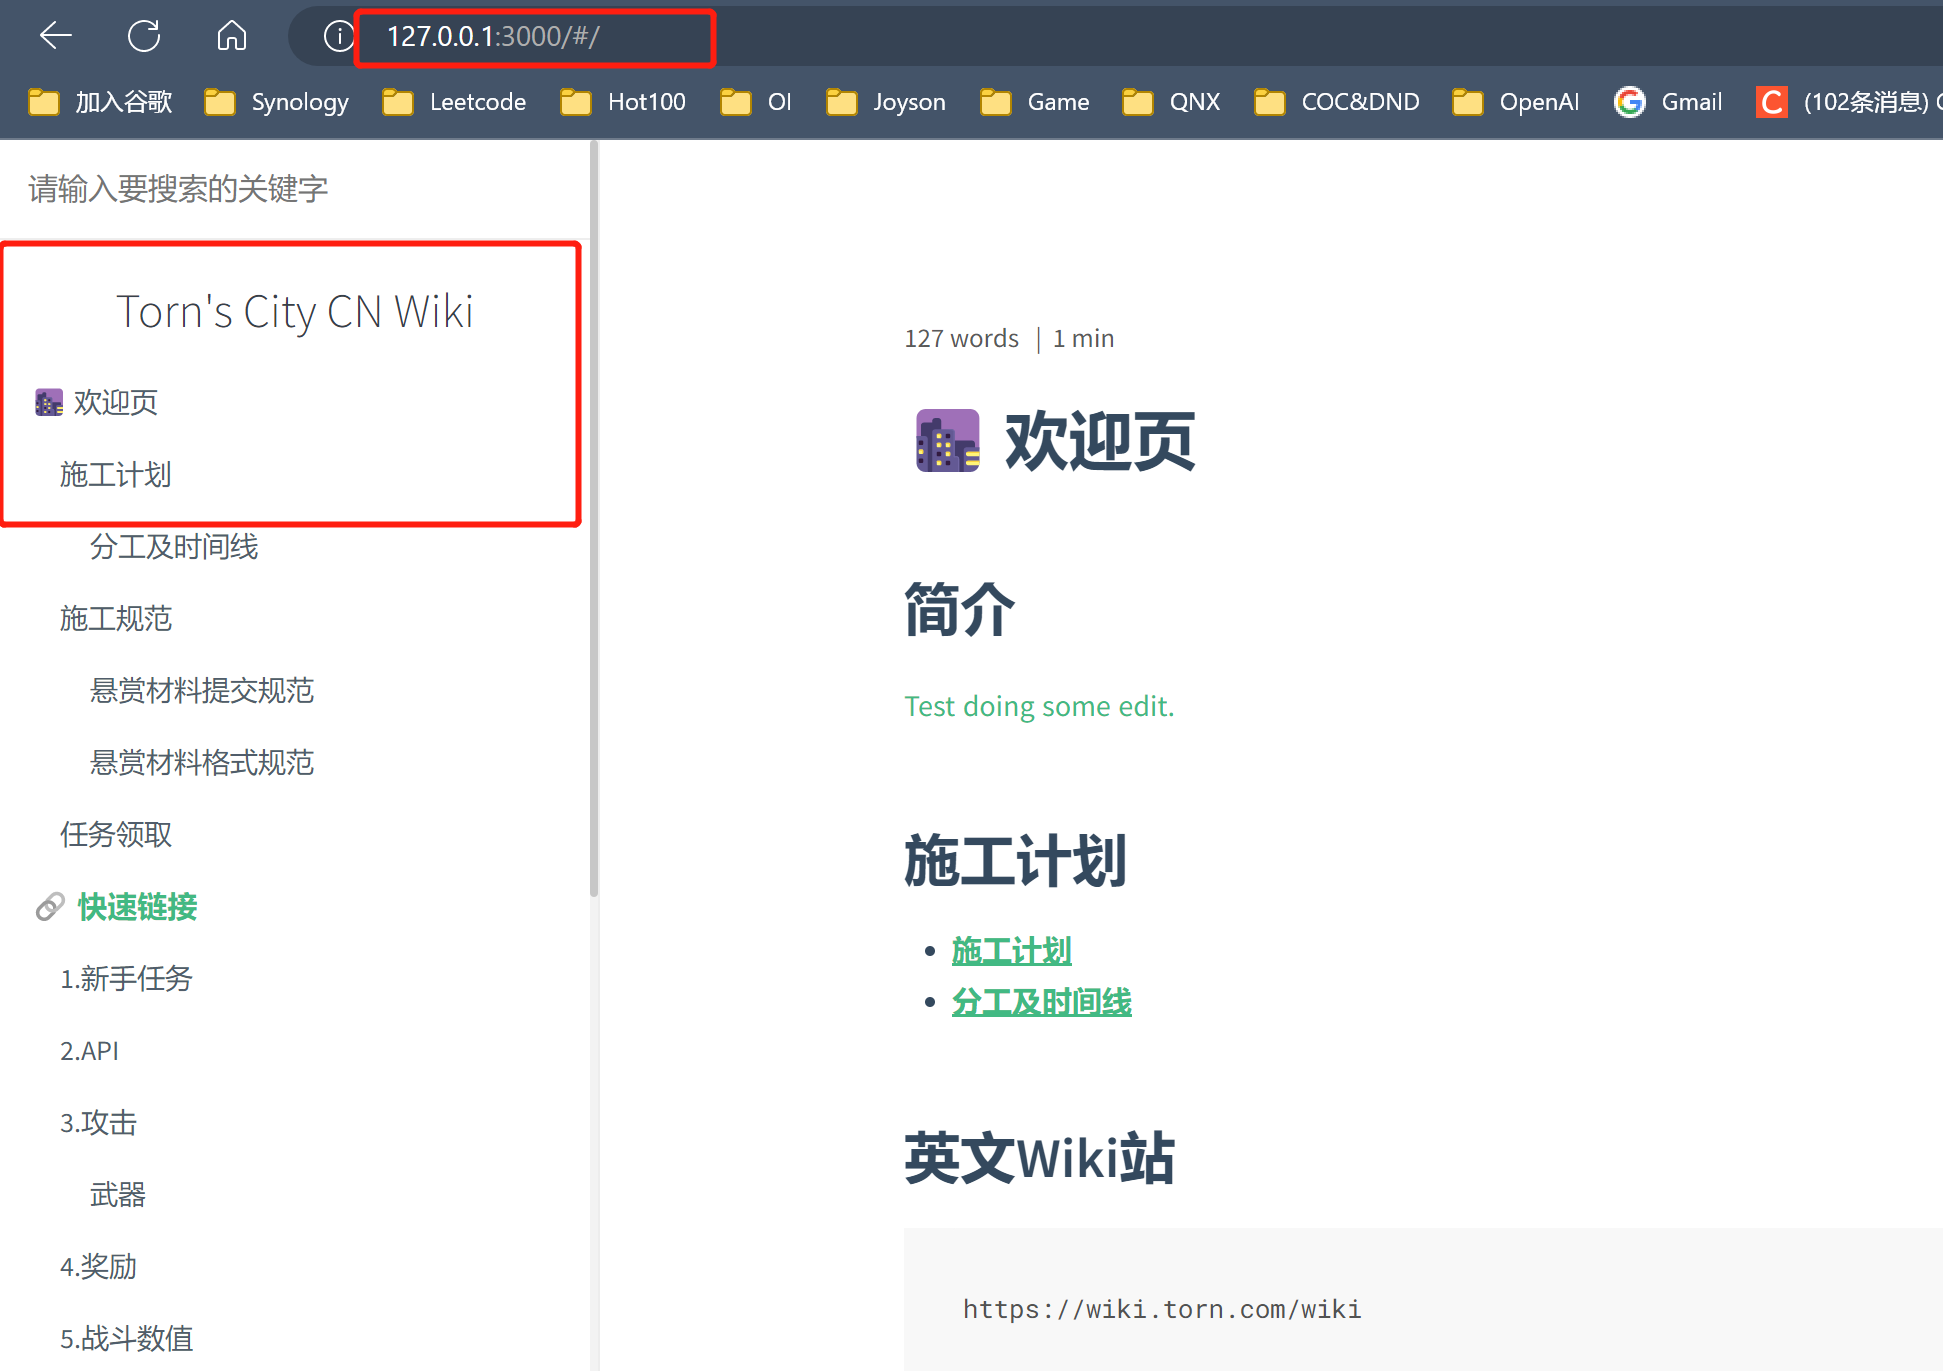 127.0.0.1:3000/#/
加入谷歌 Synology Leetcode Hot100 OI Joyson Game QNX COC&DND OpenAI Gmail (102条消息)
请输入要搜索的关键字
Torn's City CN Wiki
欢迎页
施工计划
分工及时间线
施工规范
悬赏材料提交规范
悬赏材料格式规范
任务领取
快速链接
1.新手任务
2.API
3.攻击
武器
4.奖励
5.战斗数值
127 words | 1 min
欢迎页
简介
Test doing some edit.
施工计划
施工计划
分工及时间线
英文Wiki站
https://wiki.torn.com/wiki